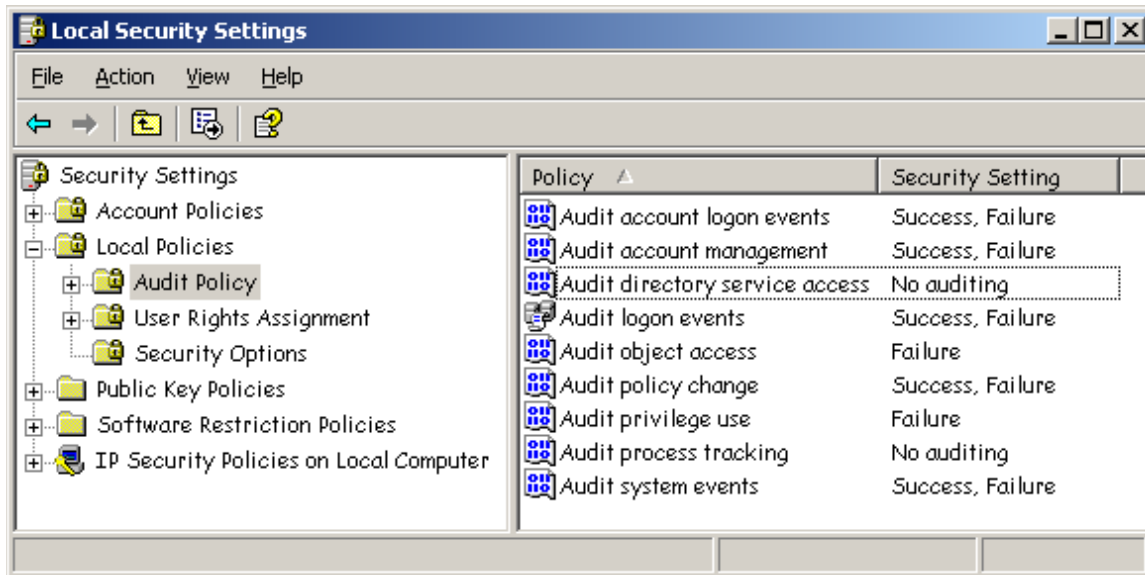 Local Security Settings
File Action View Help
Security Settings
Account Policies
Local Policies
Audit Policy
User Rights Assignment
Security Options
Public Key Policies
Software Restriction Policies
IP Security Policies on Local Computer
Policy Security Setting
Audit account logon events Success, Failure
Audit account management Success, Failure
Audit directory service access No auditing
Audit logon events Success, Failure
Audit object access Failure
Audit policy change Success, Failure
Audit privilege use Failure
Audit process tracking No auditing
Audit system events Success, Failure